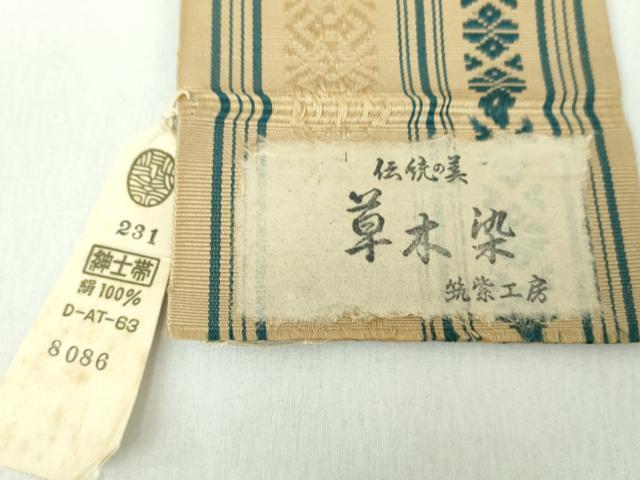 231
紳士帯
絹100%
D-AT-63
8086
伝統の美
草木染
筑紫工房